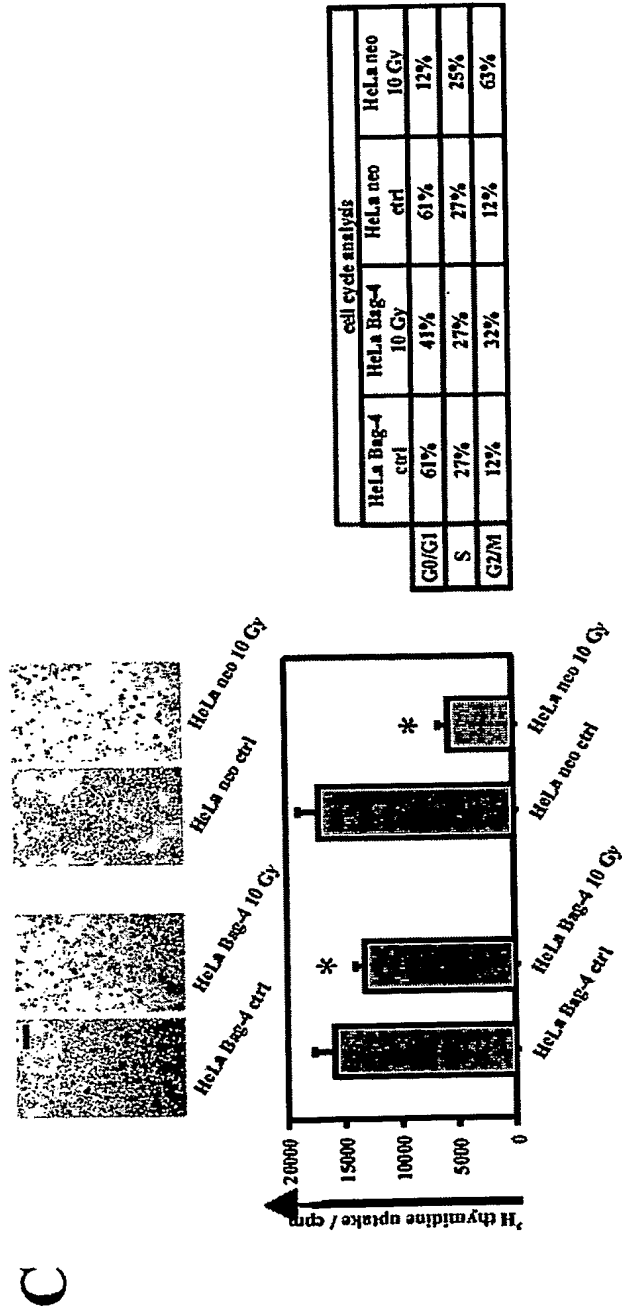 C
HeLa Bag-4 ctrl
HeLa Bag-4 10 Gy
HeLa neo ctrl
HeLa neo 10 Gy
³H thymidine uptake / cpm
20000
15000
10000
5000
0
*
*
HeLa Bag-4 ctrl
HeLa Bag-4 10 Gy
HeLa neo ctrl
HeLa neo 10 Gy
cell cycle analysis
HeLa Bag-4 ctrl HeLa Bag-4 10 Gy HeLa neo ctrl HeLa neo 10 Gy
G0/G1 61% 41% 61% 12%
S 27% 27% 27% 25%
G2/M 12% 32% 12% 63%